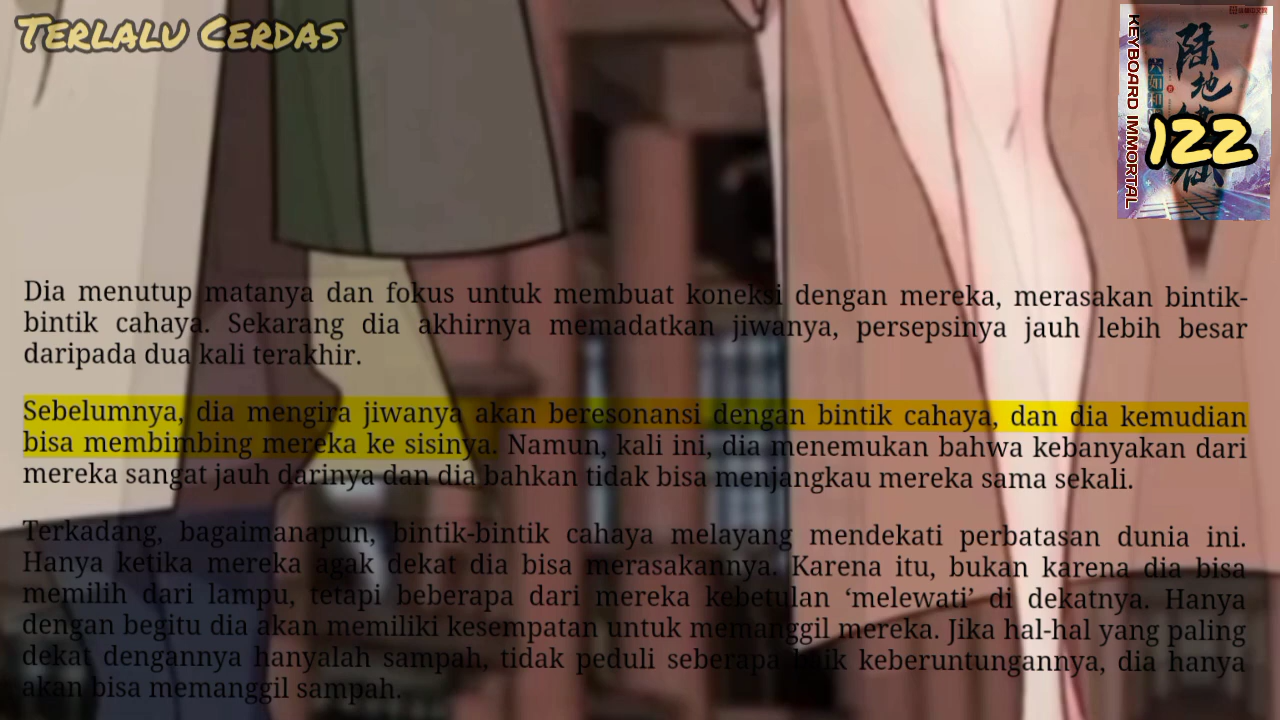 Terlalu Cerdas
KEYBOARD IMMORTAL
陆地
122
Dia menutup matanya dan fokus untuk membuat koneksi dengan mereka, merasakan bintik-
bintik cahaya. Sekarang dia akhirnya memadatkan jiwanya, persepsinya jauh lebih besar
daripada dua kali terakhir.
Sebelumnya, dia mengira jiwanya akan beresonansi dengan bintik cahaya, dan dia kemudian
bisa membimbing mereka ke sisinya. Namun, kali ini, dia menemukan bahwa kebanyakan dari
mereka sangat jauh darinya dan dia bahkan tidak bisa menjangkau mereka sama sekali.
Terkadang, bagaimanapun, bintik-bintik cahaya melayang mendekati perbatasan dunia ini.
Hanya ketika mereka agak dekat dia bisa merasakannya. Karena itu, bukan karena dia bisa
memilih dari lampu, tetapi beberapa dari mereka kebetulan ‘melewati’ di dekatnya. Hanya
dengan begitu dia akan memiliki kesempatan untuk memanggil mereka. Jika hal-hal yang paling
dekat dengannya hanyalah sampah, tidak peduli seberapa baik keberuntungannya, dia hanya
akan bisa memanggil sampah.